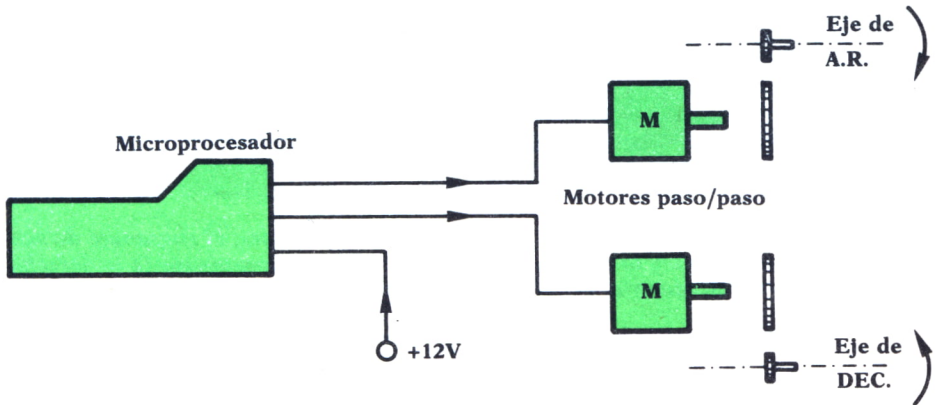 Eje de
A.R.
M
Microprocesador
Motores paso/paso
M
+12V
Eje de
DEC.